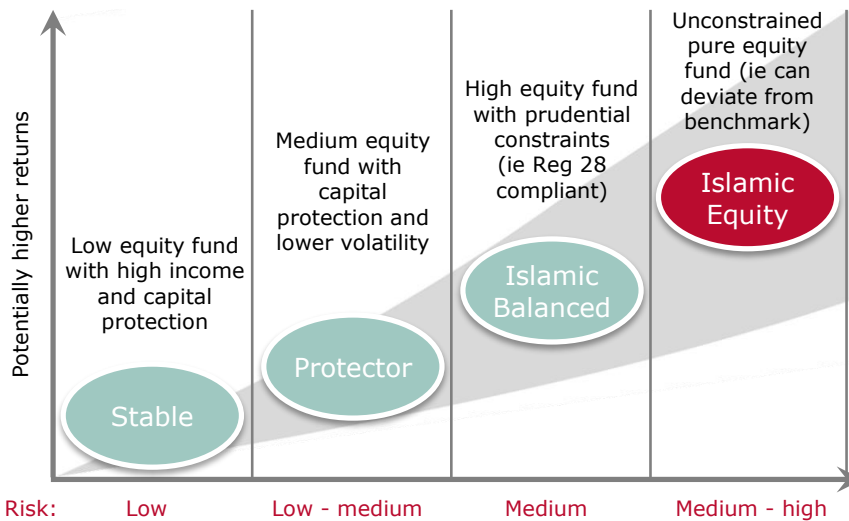 Potentially higher returns
Low equity fund
with high income
and capital
protection
Stable
Medium equity
fund with
capital
protection and
lower volatility
Protector
High equity fund
with prudential
constraints
(ie Reg 28
compliant)
Islamic
Balanced
Unconstrained
pure equity
fund (ie can
deviate from
benchmark)
Islamic
Equity
Risk:
Low
Low - medium
Medium
Medium - high